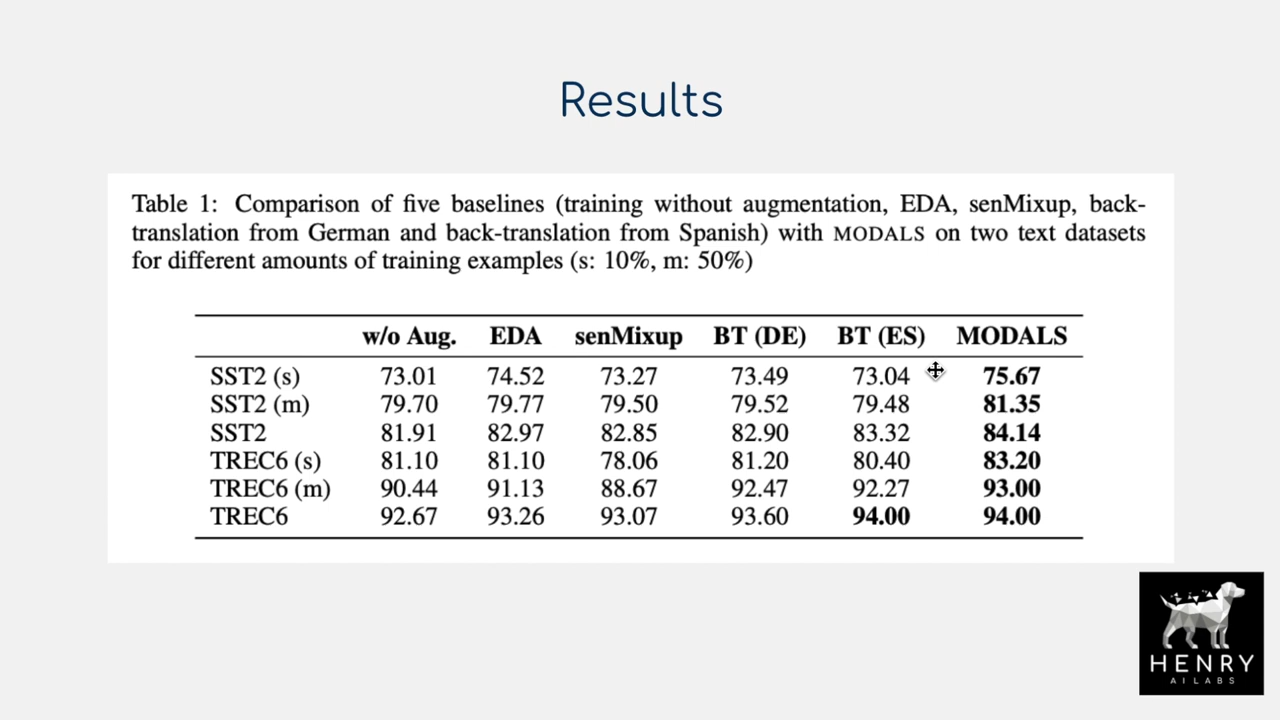 Results
Table 1: Comparison of five baselines (training without augmentation, EDA, senMixup, back-
translation from German and back-translation from Spanish) with MODALS on two text datasets
for different amounts of training examples (s: 10%, m: 50%)
w/o Aug. EDA senMixup BT (DE) BT (ES) MODALS
SST2 (s) 73.01 74.52 73.27 73.49 73.04 75.67
SST2 (m) 79.70 79.77 79.50 79.52 79.48 81.35
SST2 81.91 82.97 82.85 82.90 83.32 84.14
TREC6 (s) 81.10 81.10 78.06 81.20 80.40 83.20
TREC6 (m) 90.44 91.13 88.67 92.47 92.27 93.00
TREC6 92.67 93.26 93.07 93.60 94.00 94.00
HENRY
AI LABS